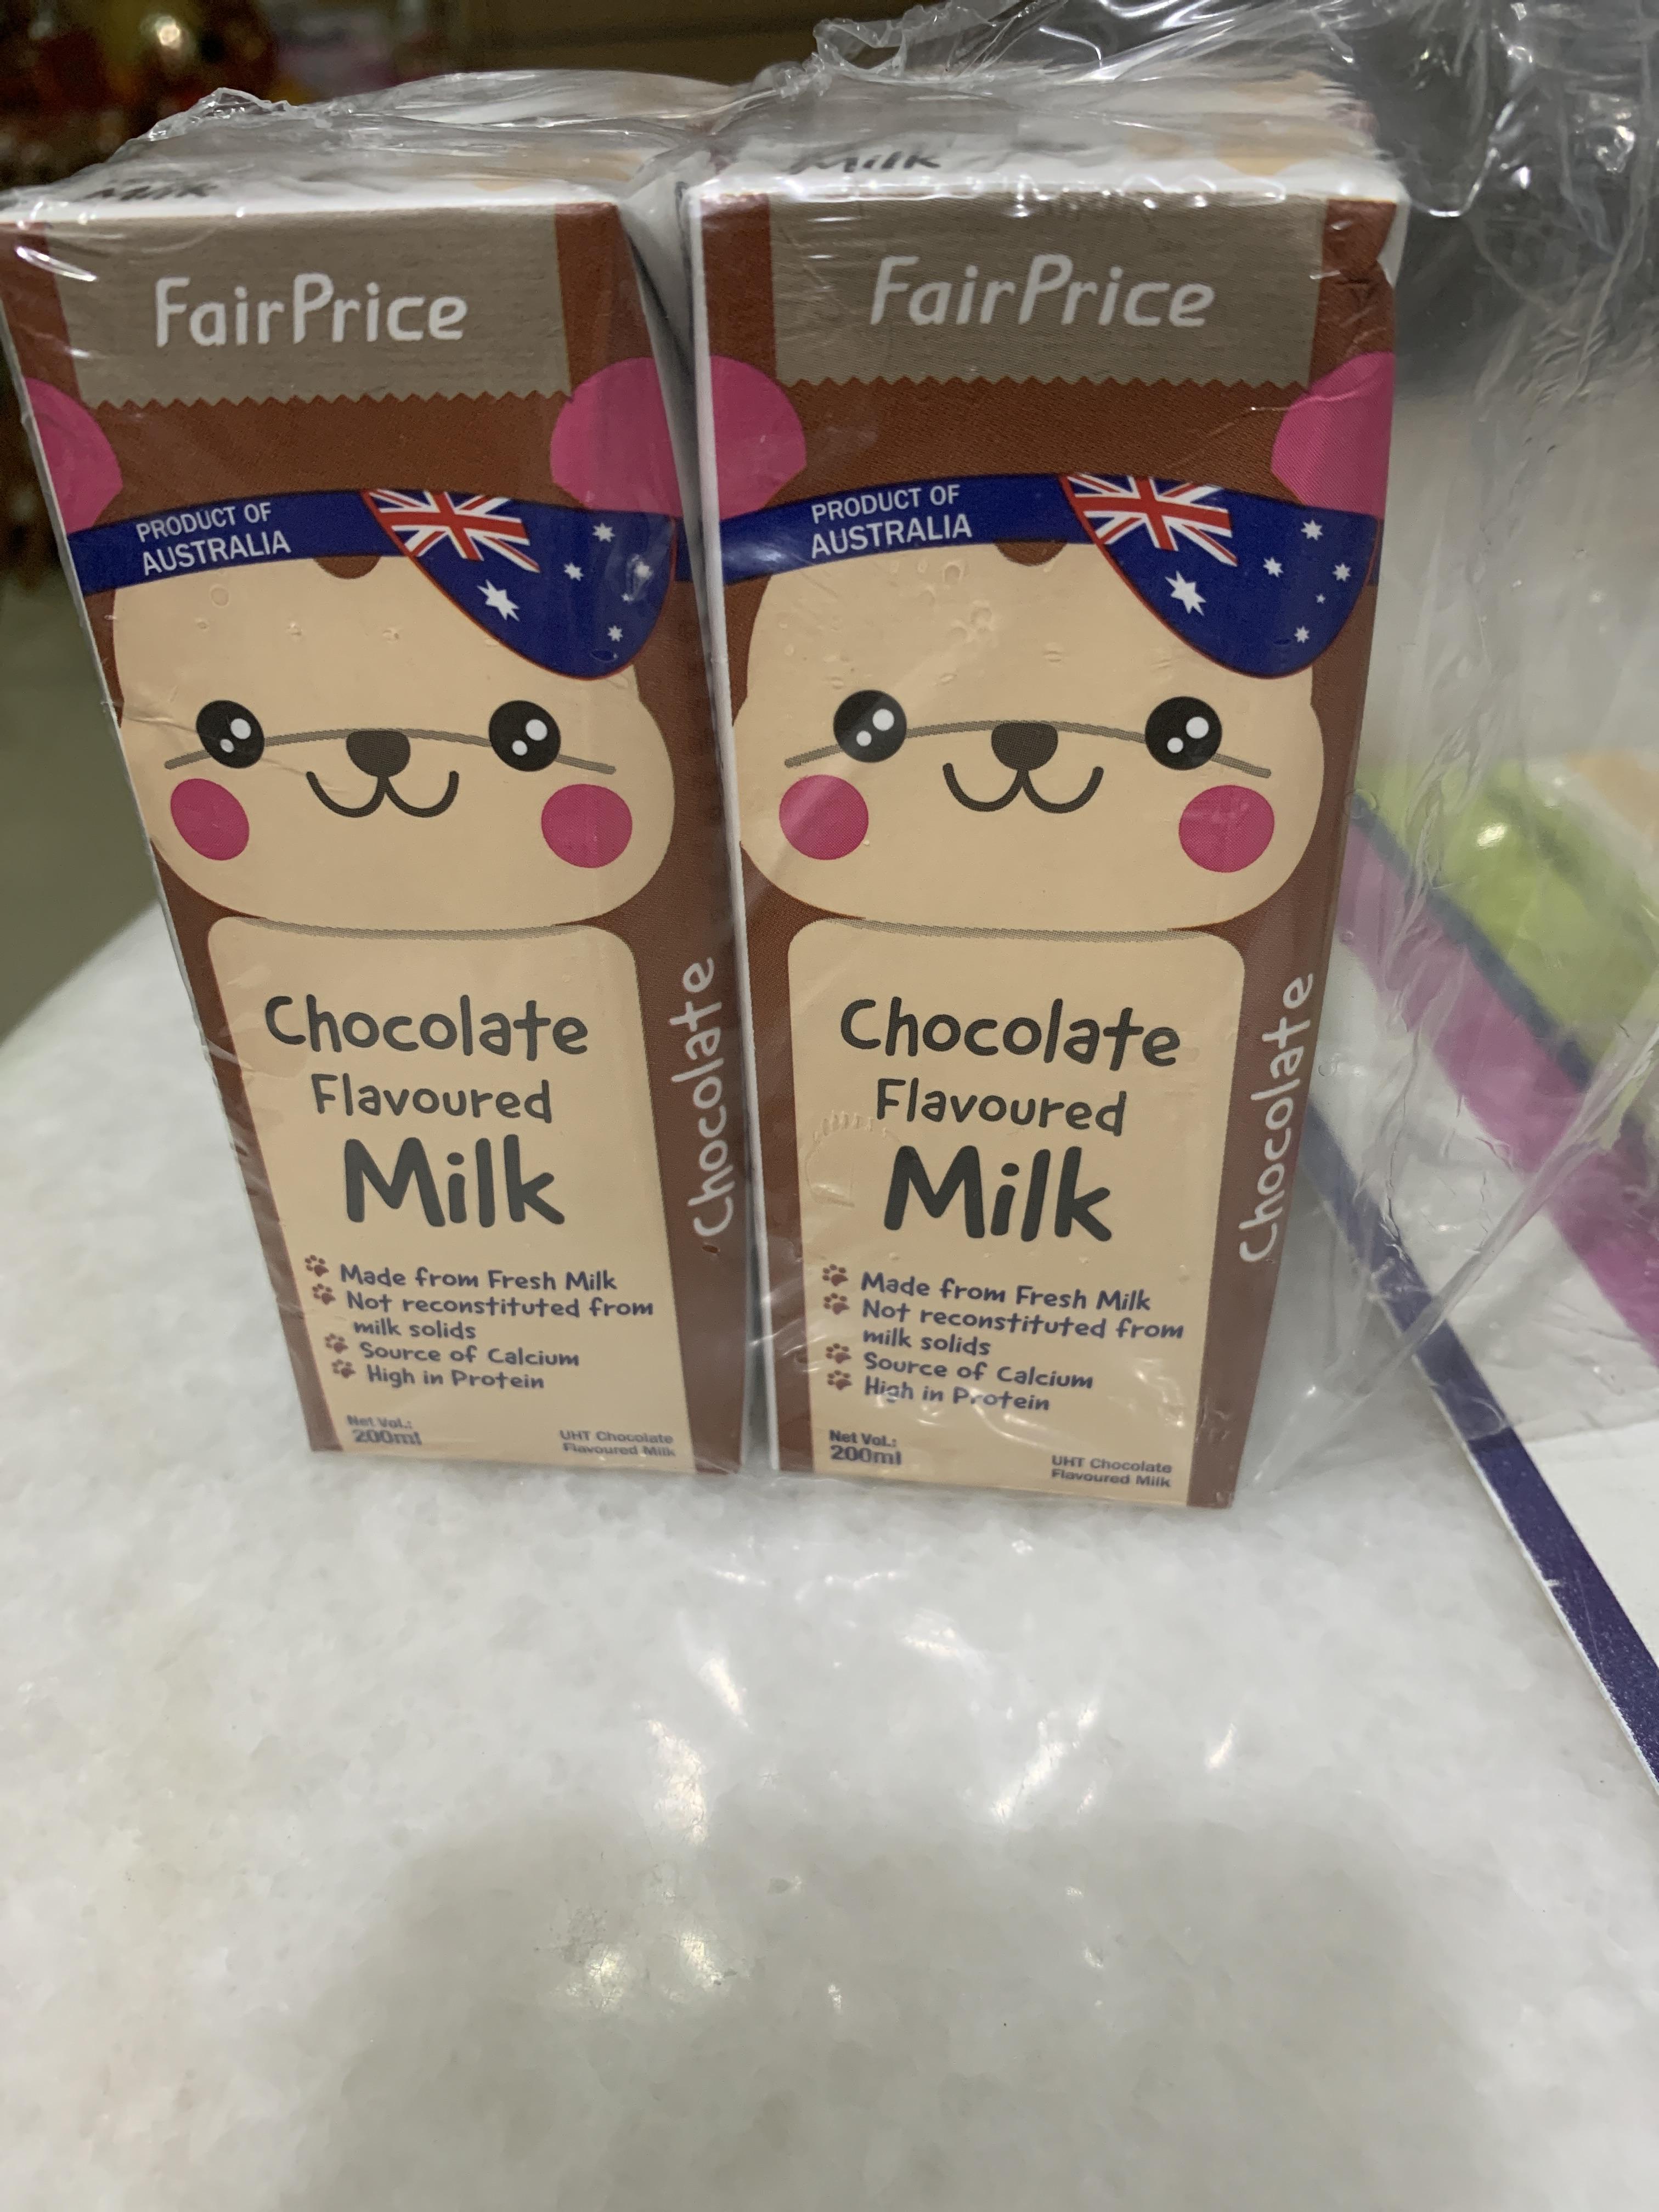 Milk
FairPrice
PRODUCT OF
AUSTRALIA
Chocolate
Flavoured
Milk
Made from Fresh Milk
Not reconstituted from
milk solids
Source of Calcium
High in Protein
Net Vol.:
200ml
UHT Chocolate
Flavoured Milk
Chocolate
Milk
FairPrice
PRODUCT OF
AUSTRALIA
Chocolate
Flavoured
Milk
Made from Fresh Milk
Not reconstituted from
milk solids
Source of Calcium
High in Protein
Net Vol.:
200ml
UHT Chocolate
Flavoured Milk
Chocolate